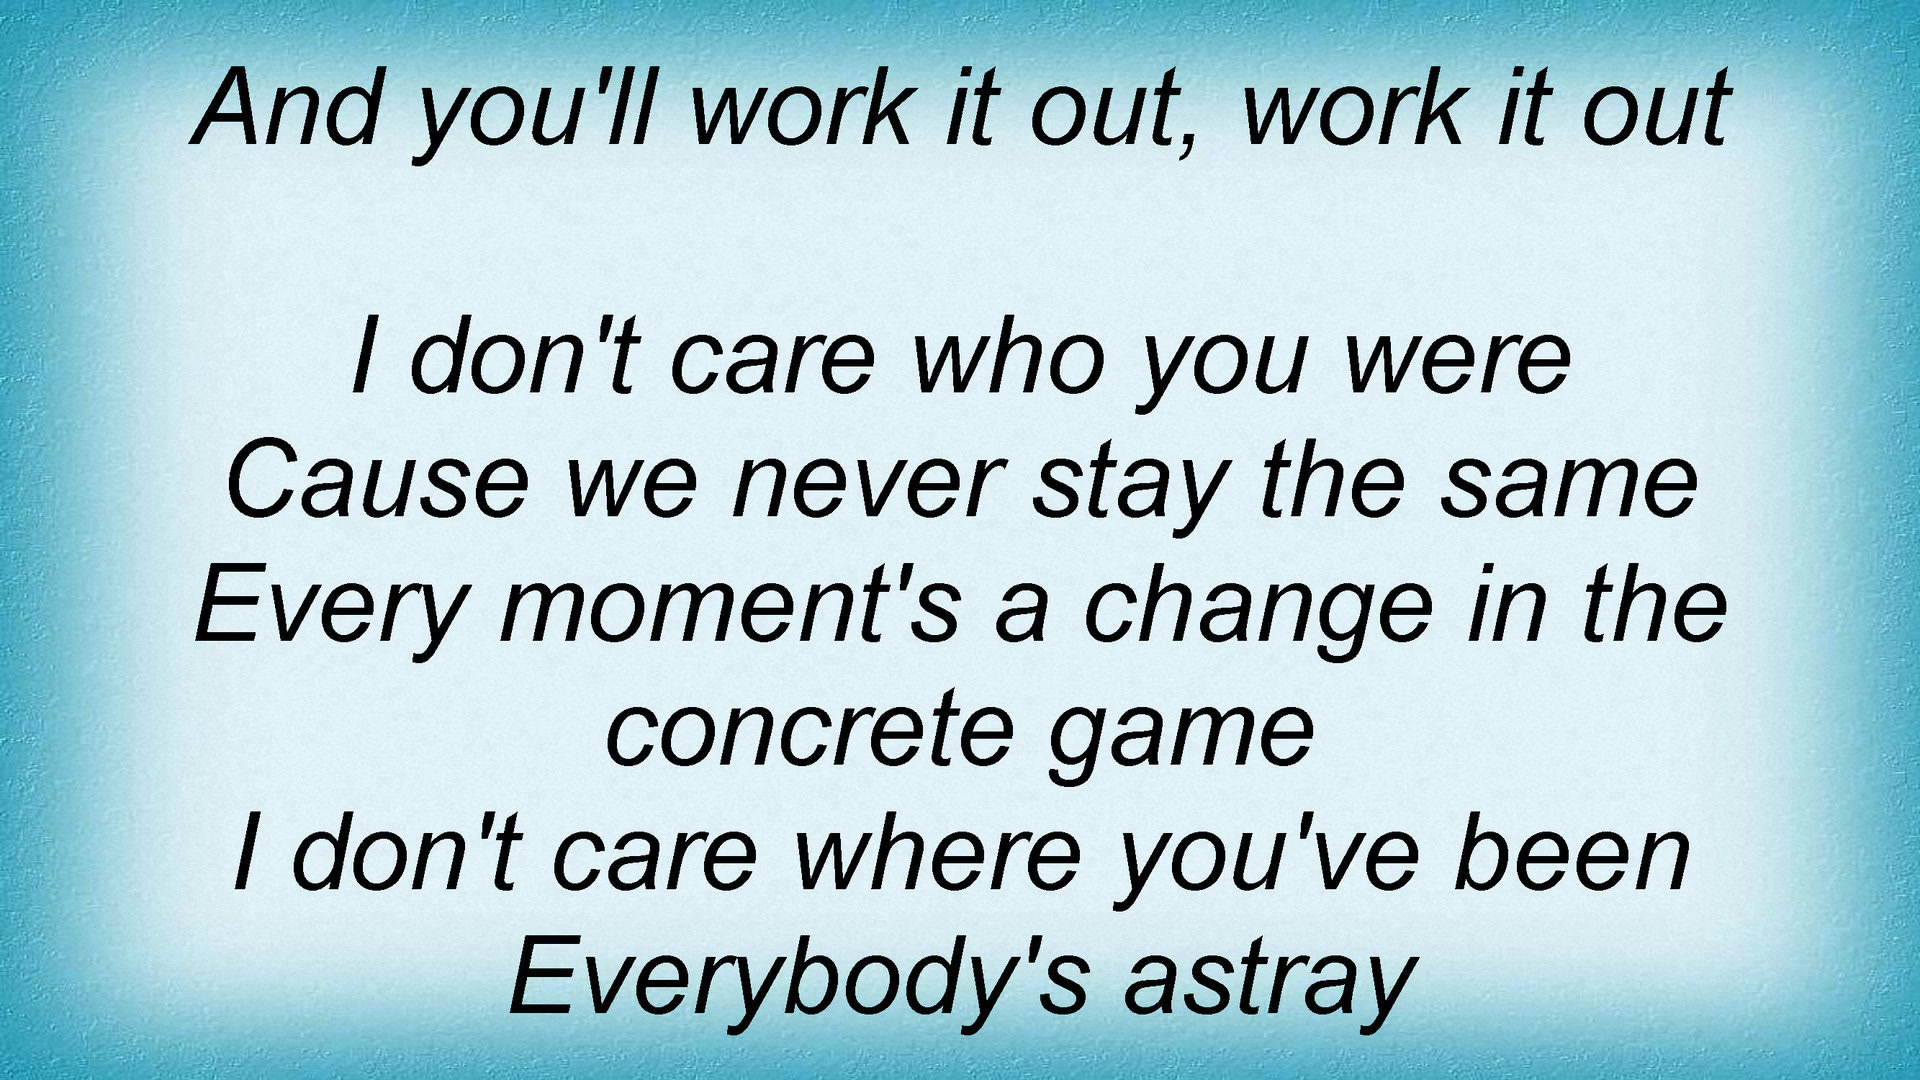 And you'll work it out, work it out
I don't care who you were
Cause we never stay the same
Every moment's a change in the
concrete game
I don't care where you've been
Everybody's astray